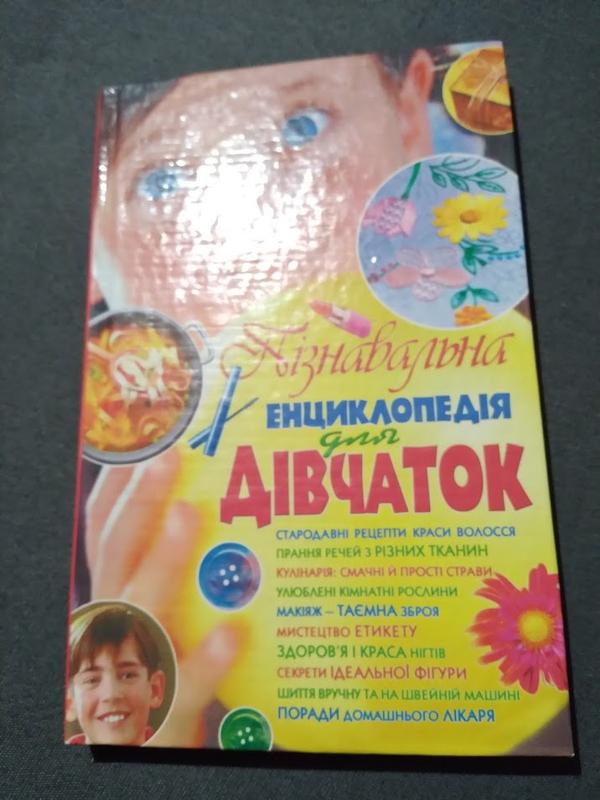 Пізнавальна
ЕНЦИКЛОПЕДІЯ
для
ДІВЧАТОК
СТАРОДАВНІ РЕЦЕПТИ КРАСИ ВОЛОССЯ
ПРАННЯ РЕЧЕЙ З РІЗНИХ ТКАНИН
КУЛІНАРІЯ: СМАЧНІ Й ПРОСТІ СТРАВИ
УЛЮБЛЕНІ КІМНАТНІ РОСЛИНИ
МАКІЯЖ – ТАЄМНА ЗБРОЯ
МИСТЕЦТВО ЕТИКЕТУ
ЗДОРОВ'Я І КРАСА НІГТІВ
СЕКРЕТИ ІДЕАЛЬНОЇ ФІГУРИ
ШИТТЯ ВРУЧНУ ТА НА ШВЕЙНІЙ МАШИНІ
ПОРАДИ ДОМАШНЬОГО ЛІКАРЯ